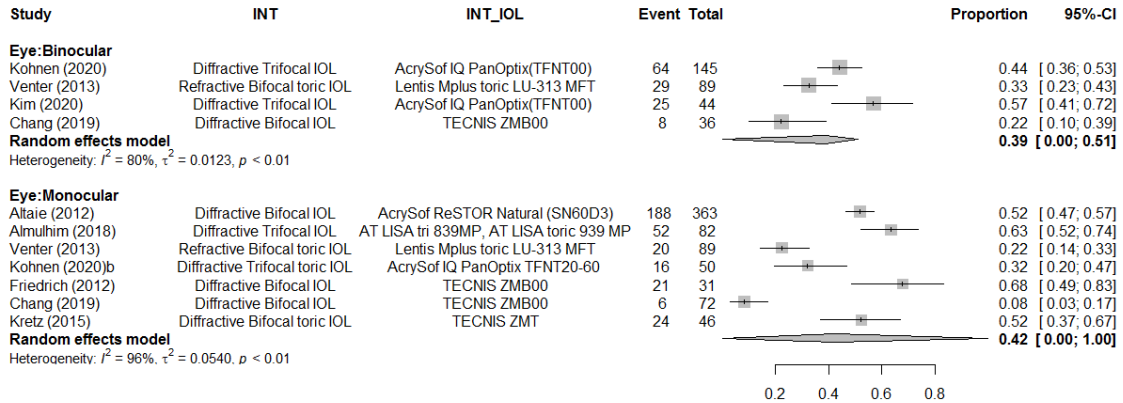 Study INT INT_IOL Event Total Proportion 95%-CI
Eye:Binocular
Kohnen (2020) Diffractive Trifocal IOL AcrySof IQ PanOptix(TFNT00) 64 145 0.44 [0.36; 0.53]
Venter (2013) Refractive Bifocal toric IOL Lentis Mplus toric LU-313 MFT 29 89 0.33 [0.23; 0.43]
Kim (2020) Diffractive Trifocal IOL AcrySof IQ PanOptix(TFNT00) 25 44 0.57 [0.41; 0.72]
Chang (2019) Diffractive Bifocal IOL TECNIS ZMB00 8 36 0.22 [0.10; 0.39]
Random effects model 0.39 [0.00; 0.51]
Heterogeneity: I² = 80%, τ² = 0.0123, p < 0.01
Eye:Monocular
Altaie (2012) Diffractive Bifocal IOL AcrySof ReSTOR Natural (SN60D3) 188 363 0.52 [0.47; 0.57]
Almulhim (2018) Diffractive Bifocal IOL AT LISA tri 839MP, AT LISA toric 939 MP 52 82 0.63 [0.52; 0.74]
Venter (2013) Refractive Bifocal toric IOL Lentis Mplus toric LU-313 MFT 20 89 0.22 [0.14; 0.33]
Kohnen (2020)b Diffractive Trifocal toric IOL AcrySof IQ PanOptix TFNT20-60 16 50 0.32 [0.20; 0.47]
Friedrich (2012) Diffractive Bifocal IOL TECNIS ZMB00 21 31 0.68 [0.49; 0.83]
Chang (2019) Diffractive Bifocal IOL TECNIS ZMB00 6 72 0.08 [0.03; 0.17]
Kretz (2015) Diffractive Bifocal toric IOL TECNIS ZMT 24 46 0.52 [0.37; 0.67]
Random effects model 0.42 [0.00; 1.00]
Heterogeneity: I² = 96%, τ² = 0.0540, p < 0.01
0.2 0.4 0.6 0.8